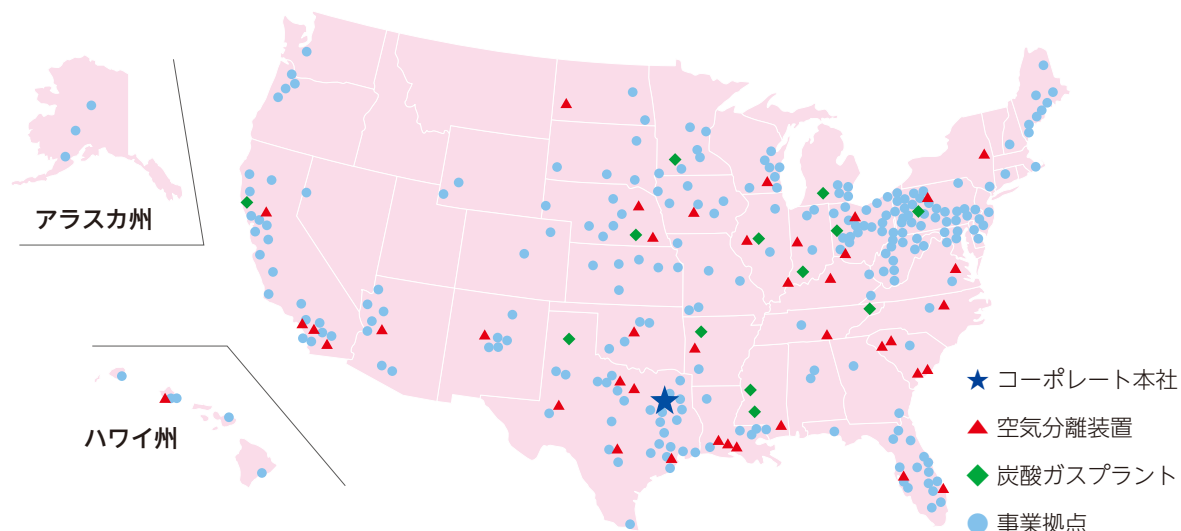 アラスカ州
ハワイ州
コーポレート本社
空気分離装置
炭酸ガスプラント
事業拠点